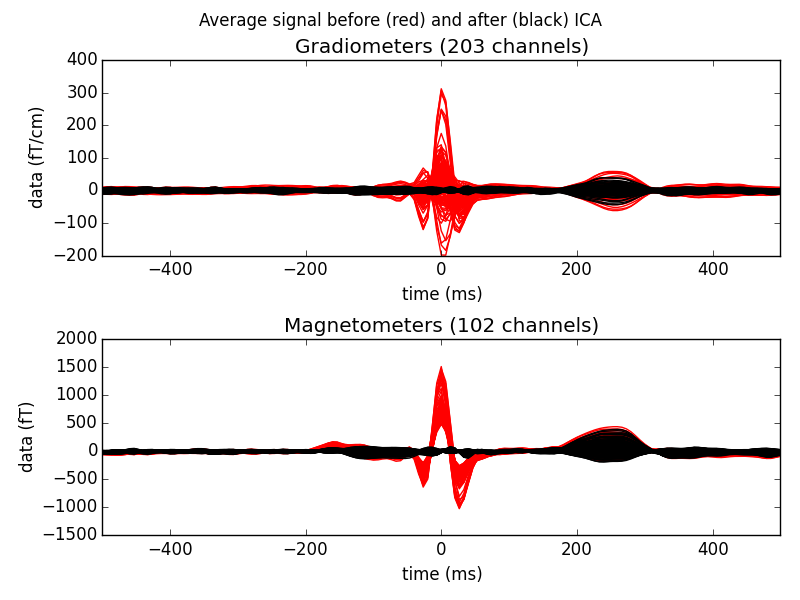 Average signal before (red) and after (black) ICA
Gradiometers (203 channels)
400
300
200
100
0
−100
−200
data (fT/cm)
−400 −200 0 200 400
time (ms)
Magnetometers (102 channels)
2000
1500
1000
500
0
−500
−1000
−1500
data (fT)
−400 −200 0 200 400
time (ms)